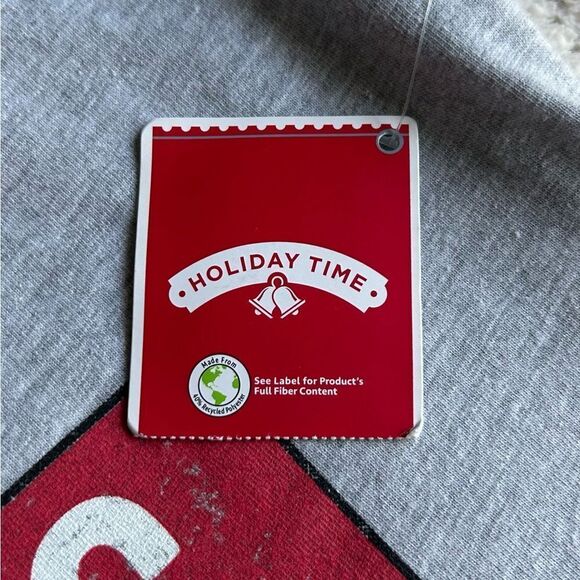 • HOLIDAY TIME •
Made From
40% Recycled Polyester
See Label for Product's
Full Fiber Content